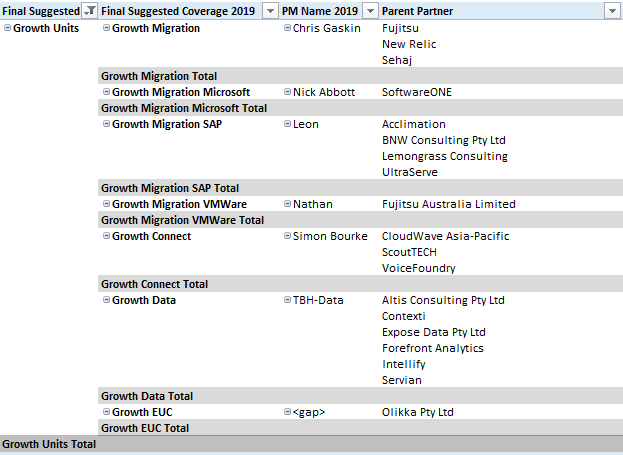 Final Suggested Final Suggested Coverage 2019 PM Name 2019 Parent Partner
Growth Units Growth Migration Chris Gaskin Fujitsu
New Relic
Sehaj
Growth Migration Total
Growth Migration Microsoft Nick Abbott SoftwareONE
Growth Migration Microsoft Total
Growth Migration SAP Leon Acclimation
BNW Consulting Pty Ltd
Lemongrass Consulting
UltraServe
Growth Migration SAP Total
Growth Migration VMWare Nathan Fujitsu Australia Limited
Growth Migration VMWare Total
Growth Connect Simon Bourke CloudWave Asia-Pacific
ScoutTECH
VoiceFoundry
Growth Connect Total
Growth Data TBH-Data Altis Consulting Pty Ltd
Contexti
Expose Data Pty Ltd
Forefront Analytics
Intellify
Servian
Growth Data Total
Growth EUC <gap> Olikka Pty Ltd
Growth EUC Total
Growth Units Total